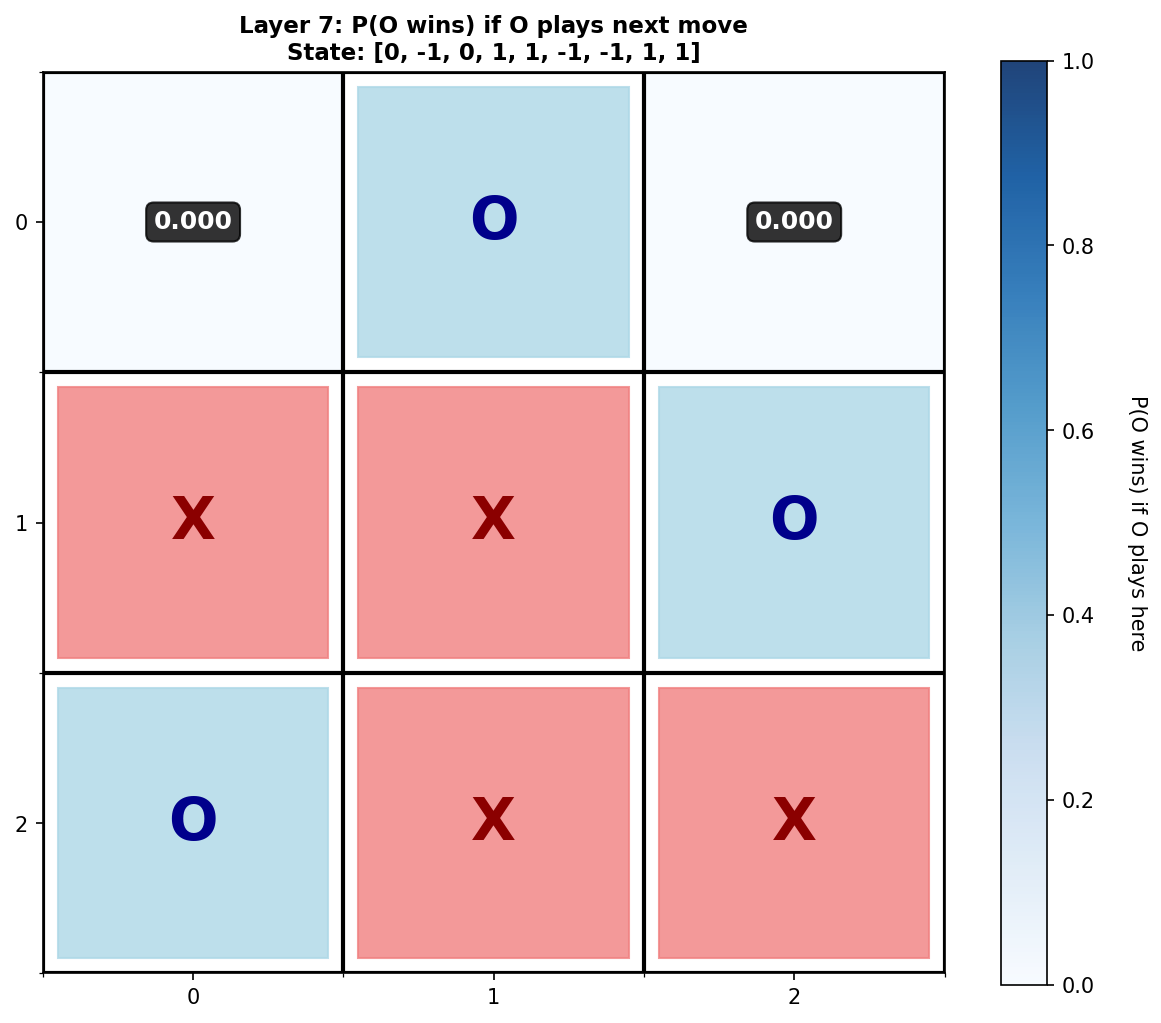 Layer 7: P(O wins) if O plays next move
State: [0, -1, 0, 1, 1, -1, -1, 1, 1]
0.000 O 0.000
X X O
O X X
0
1
2
0 1 2
1.0
0.8
0.6
0.4
0.2
0.0
P(O wins) if O plays here